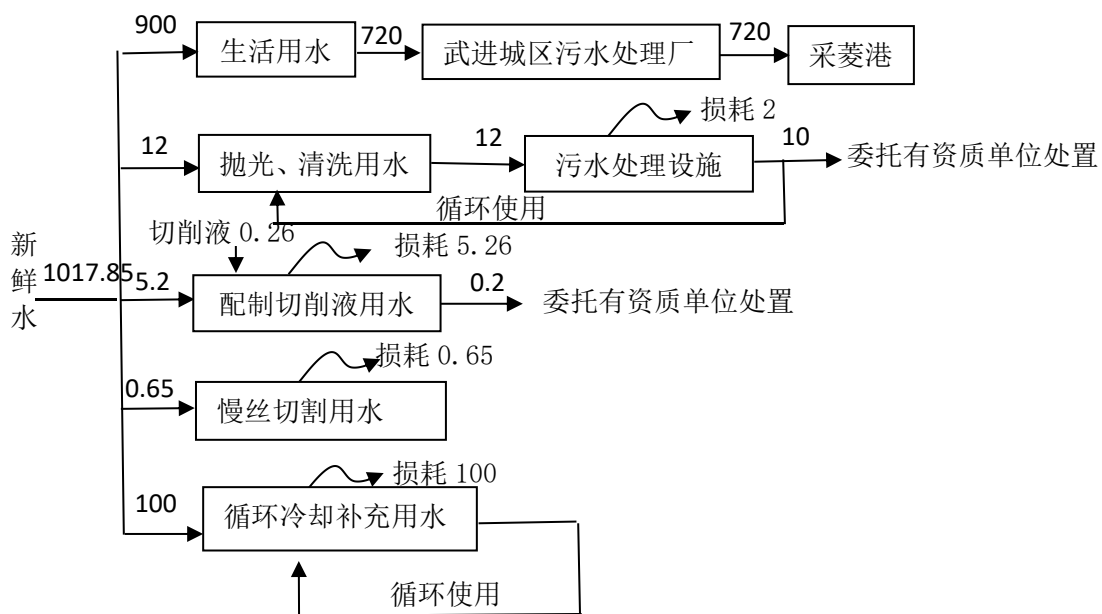 900
生活用水
720
武进城区污水处理厂
720
采菱港
12
抛光、清洗用水
12
污水处理设施
损耗 2
10
委托有资质单位处置
循环使用
新鲜水
1017.85
切削液 0.26
5.2
配制切削液用水
损耗 5.26
0.2
委托有资质单位处置
0.65
慢丝切割用水
损耗 0.65
100
循环冷却补充用水
损耗 100
循环使用